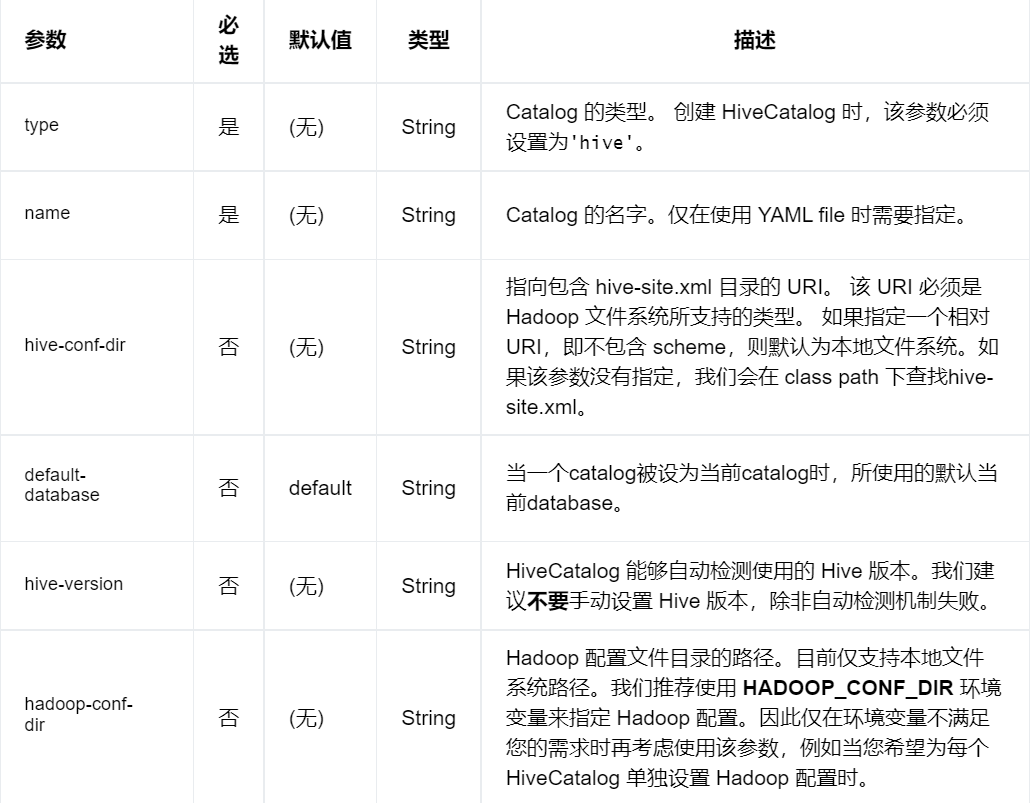 参数
必
选
默认值
类型
描述
type
是
(无)
String
Catalog 的类型。 创建 HiveCatalog 时，该参数必须
设置为'hive'。
name
是
(无)
String
Catalog 的名字。仅在使用 YAML file 时需要指定。
hive-conf-dir
否
(无)
String
指向包含 hive-site.xml 目录的 URI。 该 URI 必须是
Hadoop 文件系统所支持的类型。 如果指定一个相对
URI，即不包含 scheme，则默认为本地文件系统。如
果该参数没有指定，我们会在 class path 下查找hive-
site.xml。
default-
database
否
default
String
当一个catalog被设为当前catalog时，所使用的默认当
前database。
hive-version
否
(无)
String
HiveCatalog 能够自动检测使用的 Hive 版本。我们建
议不要手动设置 Hive 版本，除非自动检测机制失败。
hadoop-conf-
dir
否
(无)
String
Hadoop 配置文件目录的路径。目前仅支持本地文件
系统路径。我们推荐使用 HADOOP_CONF_DIR 环境
变量来指定 Hadoop 配置。因此仅在环境变量不满足
您的需求时再考虑使用该参数，例如当您希望为每个
HiveCatalog 单独设置 Hadoop 配置时。